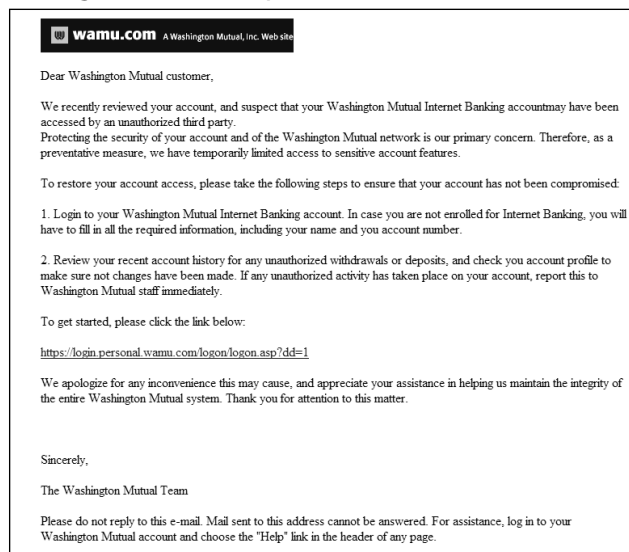 wamu.com A Washington Mutual, Inc. Web site
Dear Washington Mutual customer,
We recently reviewed your account, and suspect that your Washington Mutual Internet Banking accountmay have been
accessed by an unauthorized third party.
Protecting the security of your account and of the Washington Mutual network is our primary concern. Therefore, as a
preventative measure, we have temporarily limited access to sensitive account features.
To restore your account access, please take the following steps to ensure that your account has not been compromised:
1. Login to your Washington Mutual Internet Banking account. In case you are not enrolled for Internet Banking, you will
have to fill in all the required information, including your name and you account number.
2. Review your recent account history for any unauthorized withdrawals or deposits, and check you account profile to
make sure not changes have been made. If any unauthorized activity has taken place on your account, report this to
Washington Mutual staff immediately.
To get started, please click the link below:
https://login.personal.wamu.com/logon/logon.asp?dd=1
We apologize for any inconvenience this may cause, and appreciate your assistance in helping us maintain the integrity of
the entire Washington Mutual system. Thank you for attention to this matter.
Sincerely,
The Washington Mutual Team
Please do not reply to this e-mail. Mail sent to this address cannot be answered. For assistance, log in to your
Washington Mutual account and choose the "Help" link in the header of any page.